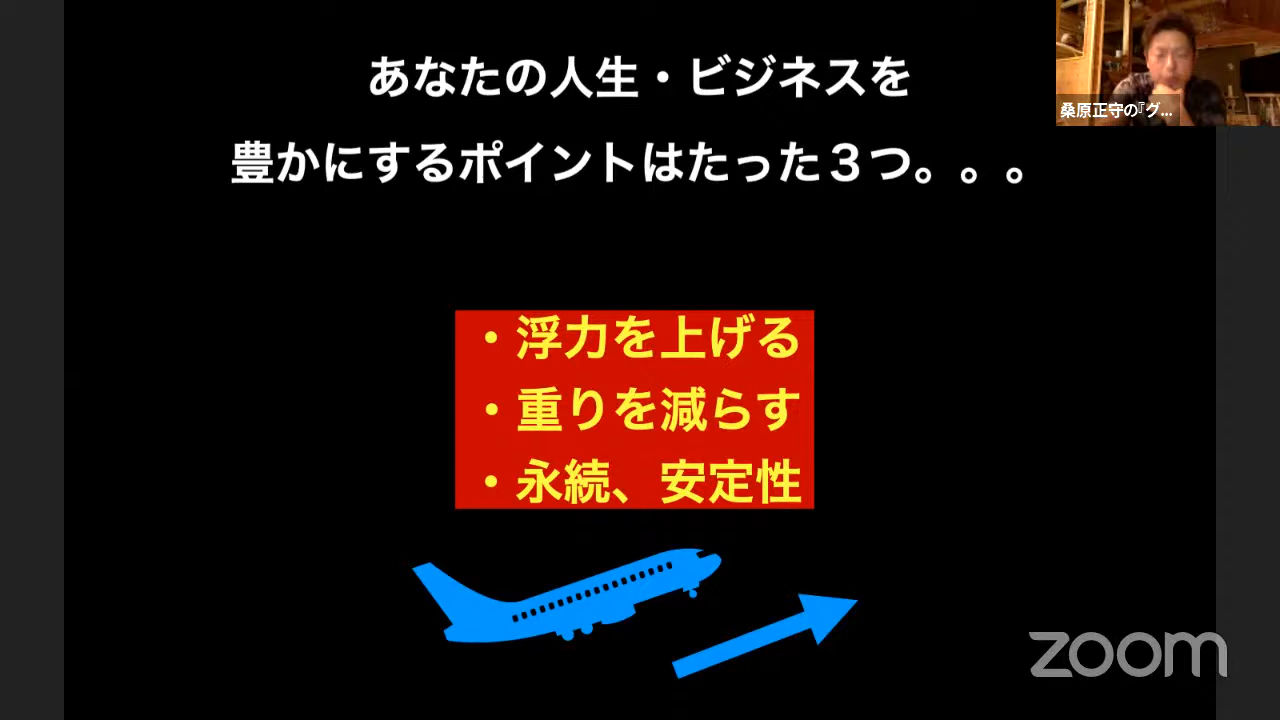 あなたの人生・ビジネスを
豊かにするポイントはたった３つ。。。
桑原正守の『グ...
・浮力を上げる
・重りを減らす
・永続、安定性
zoom